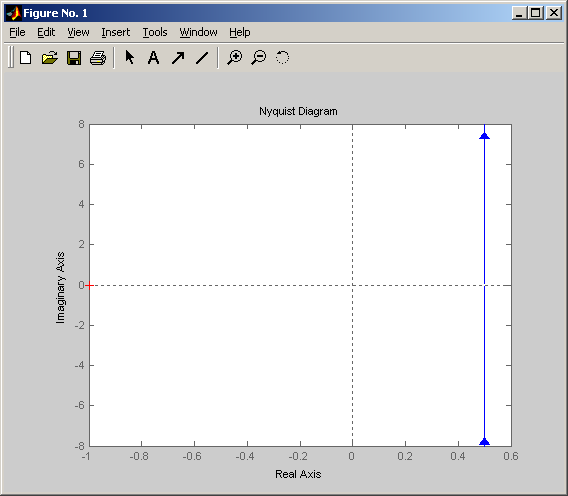 Figure No. 1
File Edit View Insert Tools Window Help
A
Nyquist Diagram
8
6
4
2
0
-2
-4
-6
-8
Imaginary Axis
-1 -0.8 -0.6 -0.4 -0.2 0 0.2 0.4 0.6
Real Axis